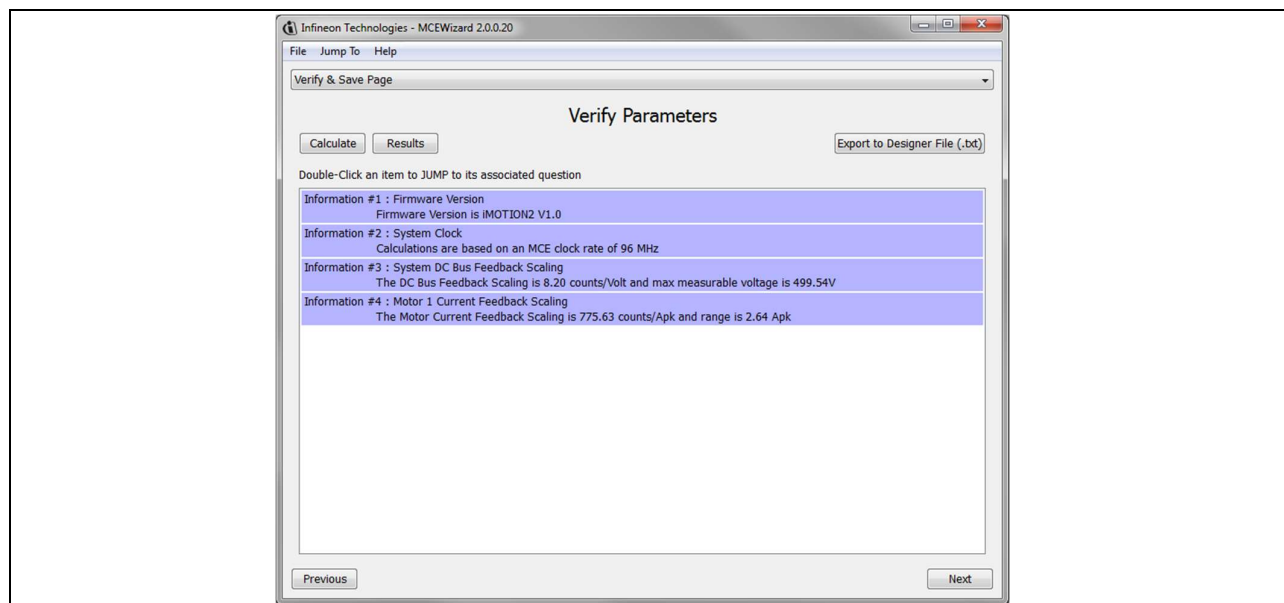 Infineon Technologies - MCEWizard 2.0.0.20
File Jump To Help
Verify & Save Page
Verify Parameters
Calculate Results Export to Designer File (.txt)
Double-Click an item to JUMP to its associated question
Information #1 : Firmware Version
Firmware Version is iMOTION2 V1.0
Information #2 : System Clock
Calculations are based on an MCE clock rate of 96 MHz
Information #3 : System DC Bus Feedback Scaling
The DC Bus Feedback Scaling is 8.20 counts/Volt and max measurable voltage is 499.54V
Information #4 : Motor 1 Current Feedback Scaling
The Motor Current Feedback Scaling is 775.63 counts/Apk and range is 2.64 Apk
Previous Next